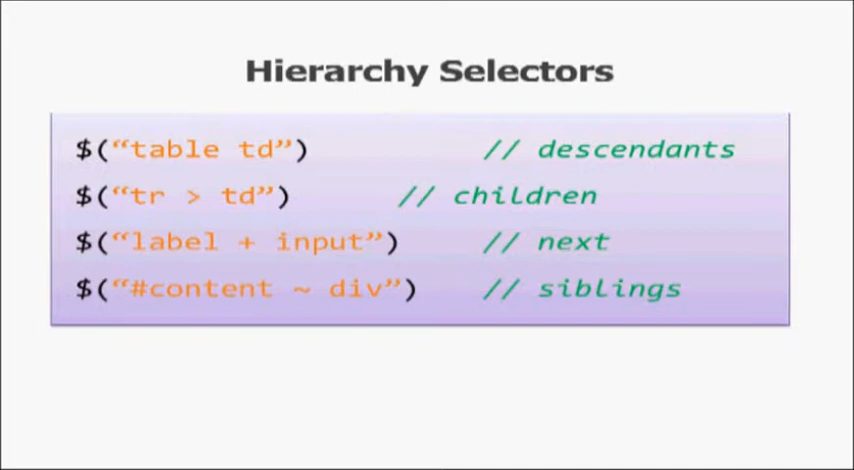 Hierarchy Selectors
$(“table td”) // descendants
$(“tr > td”) // children
$(“label + input”) // next
$(“#content ~ div”) // siblings